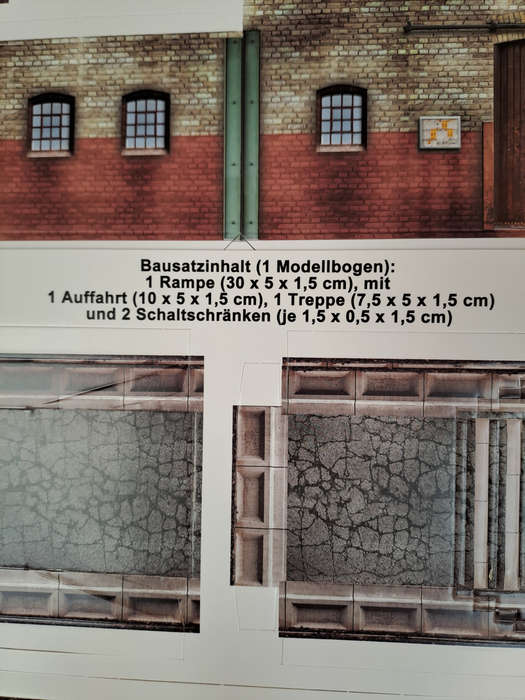 Bausatzinhalt (1 Modellbogen):
1 Rampe (30 x 5 x 1,5 cm), mit
1 Auffahrt (10 x 5 x 1,5 cm), 1 Treppe (7,5 x 5 x 1,5 cm)
und 2 Schaltschränken (je 1,5 x 0,5 x 1,5 cm)